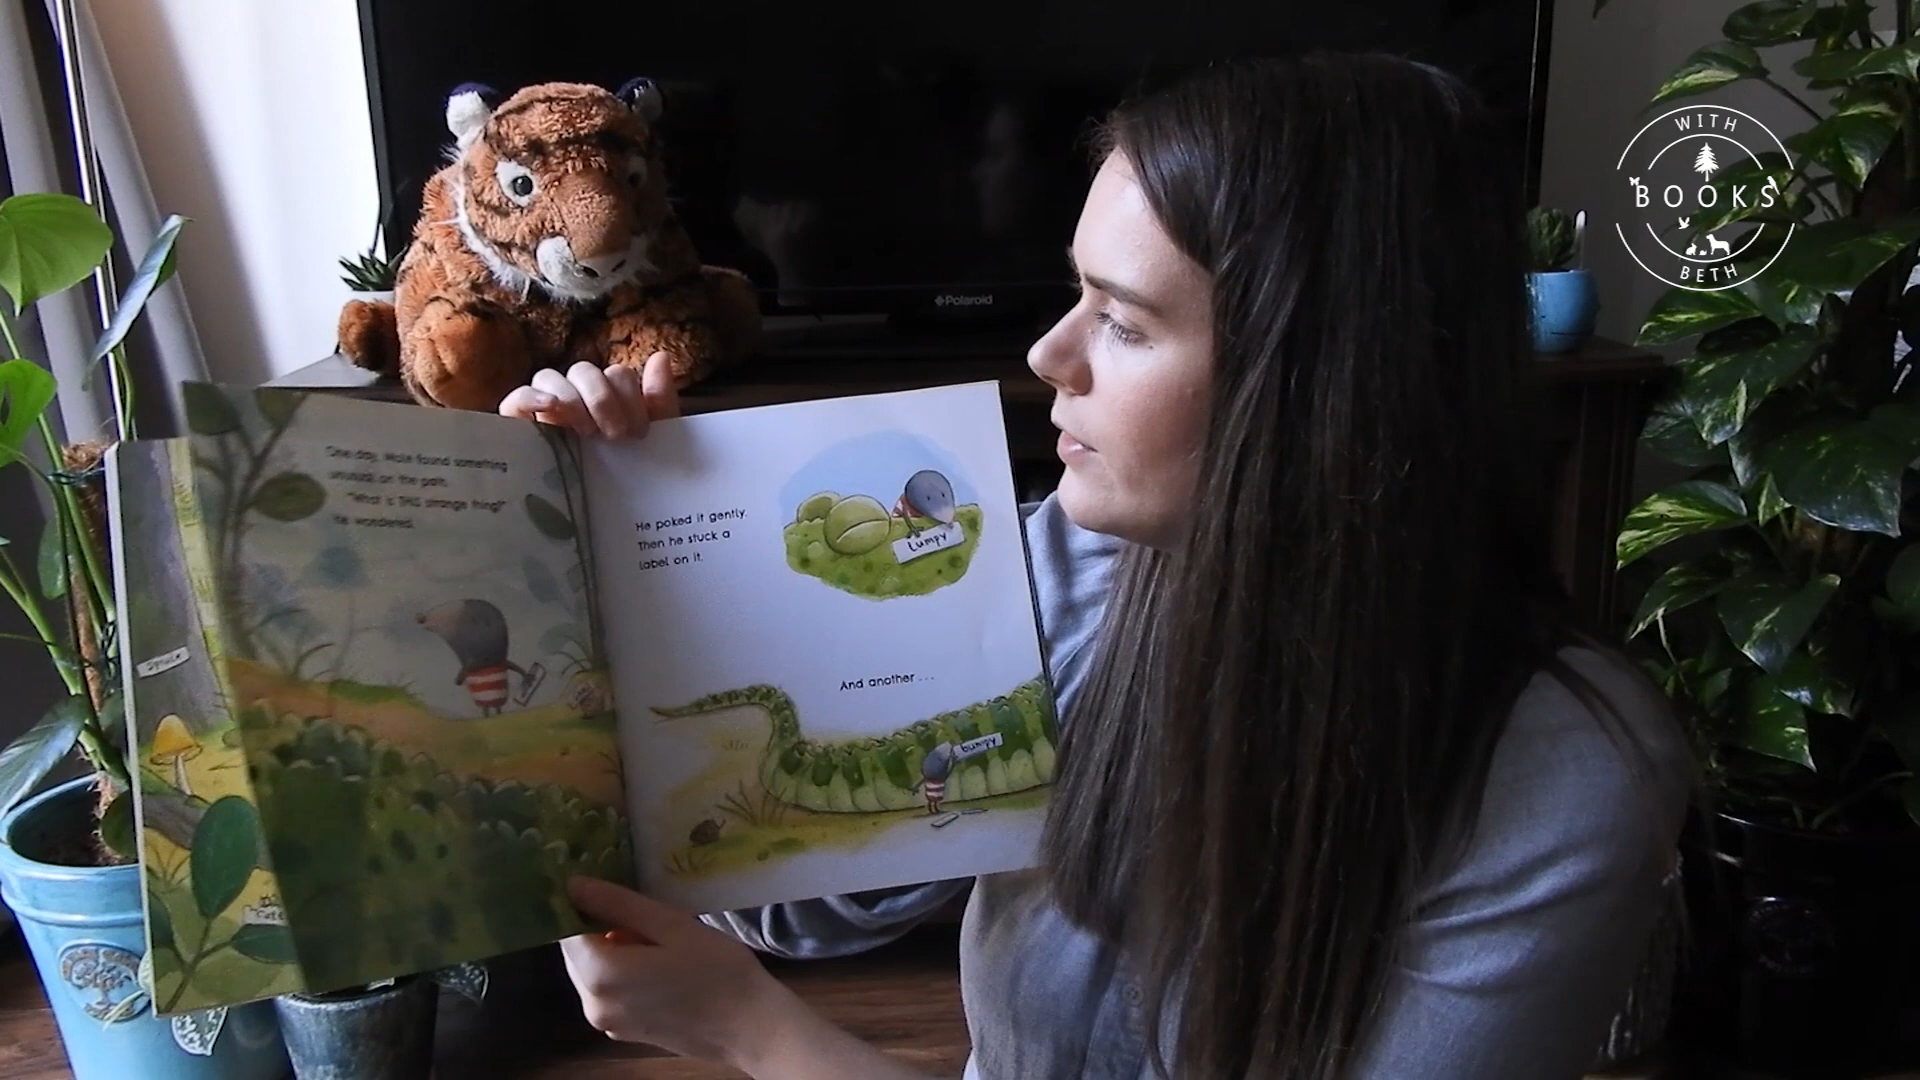 One day, Mole found something
unusual on the path.
"What is THIS strange thing?"
he wondered.
He poked it gently.
Then he stuck a
label on it.
Lumpy
And another ...
bumpy
Spruce
Polaroid
WITH
BOOKS
BETH